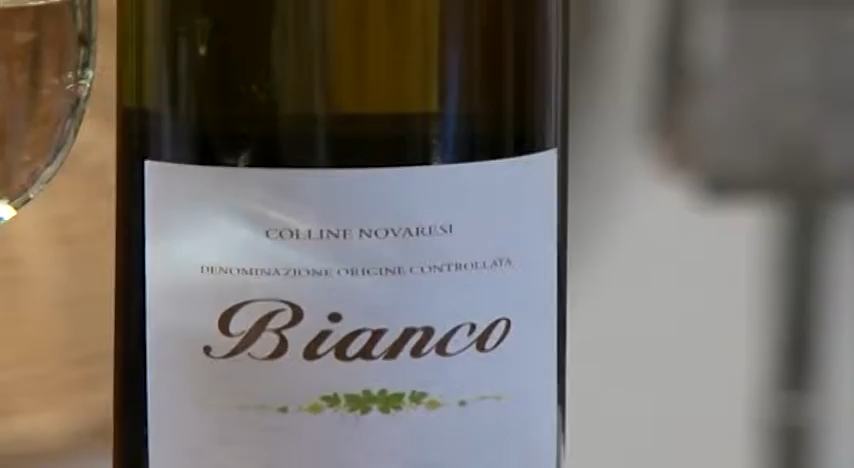 COLLINE NOVARESI
DENOMINAZIONE ORIGINE CONTROLLATA
Bianco